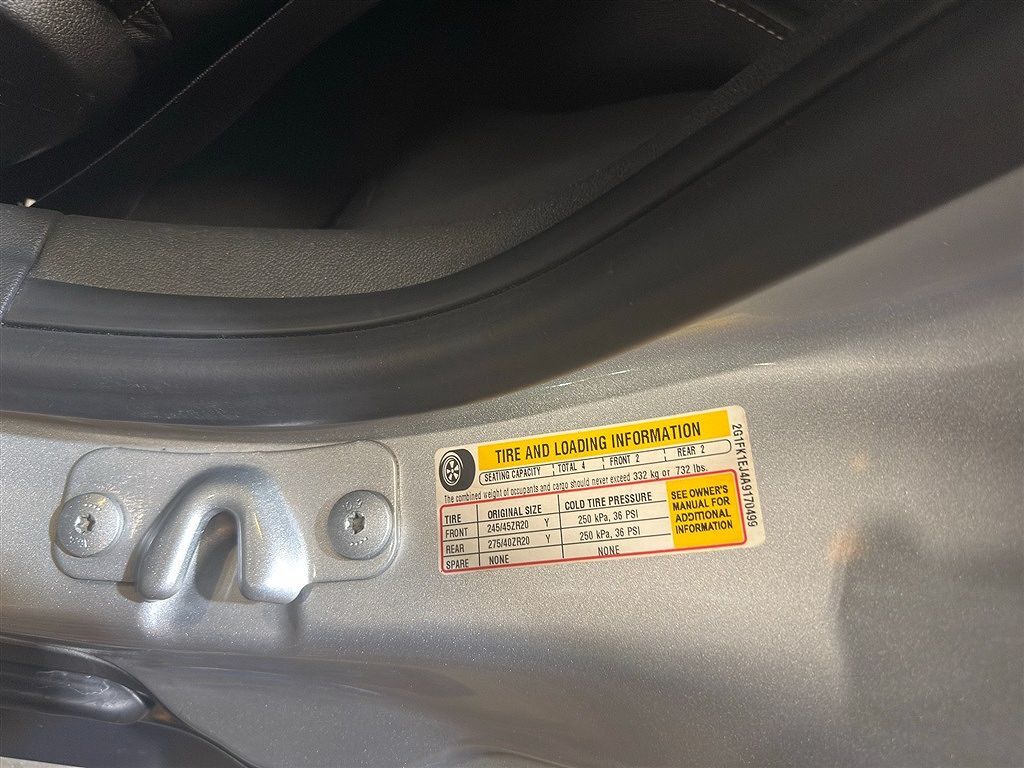 TIRE AND LOADING INFORMATION
SEATING CAPACITY TOTAL 4 FRONT 2 REAR 2
The combined weight of occupants and cargo should never exceed 332 kg or 732 lbs.
TIRE ORIGINAL SIZE COLD TIRE PRESSURE
FRONT 245/45ZR20 Y 250 kPa, 36 PSI
REAR 275/40ZR20 Y 250 kPa, 36 PSI
SPARE NONE NONE
SEE OWNER'S
MANUAL FOR
ADDITIONAL
INFORMATION
2G1FK1EJ4A9170499